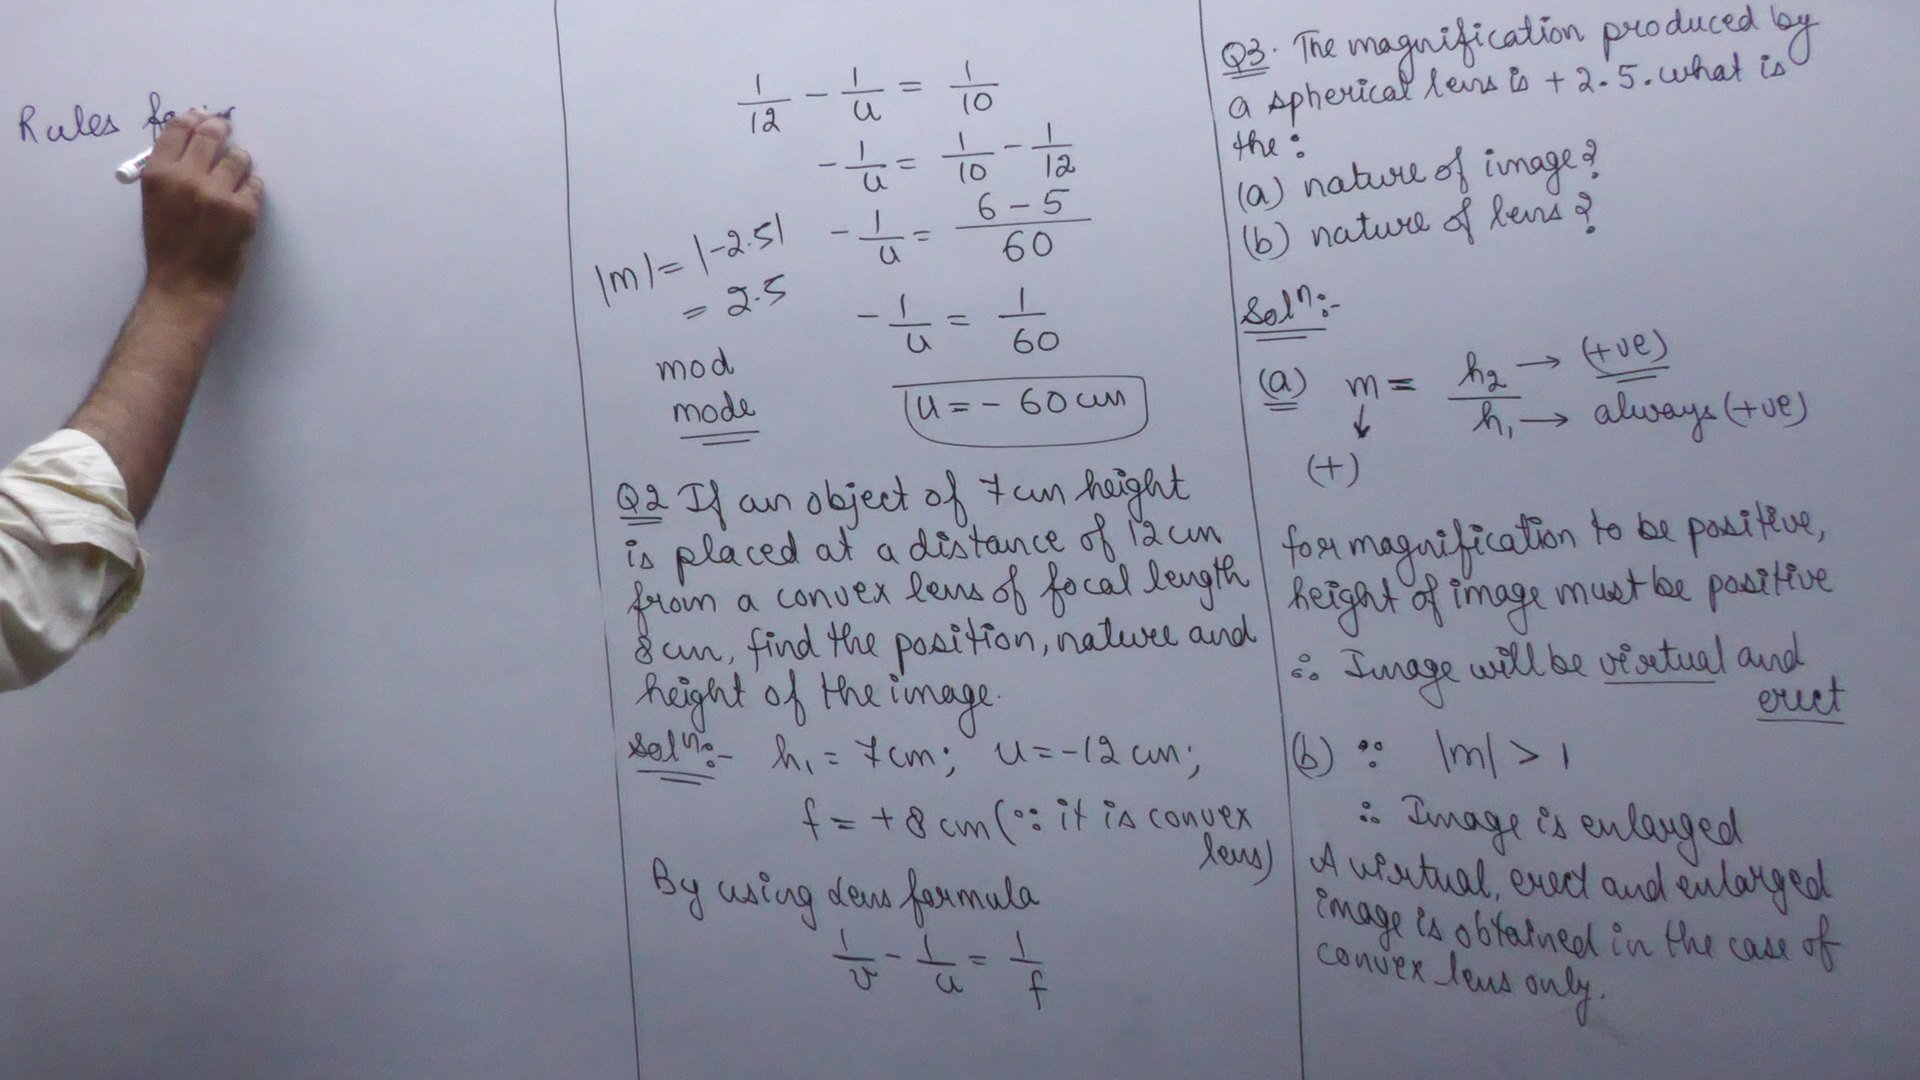 Rules for
1/12 - 1/u = 1/10
- 1/u = 1/10 - 1/12
- 1/u = (6 - 5)/60
|m| = |-2.5|
= 2.5
- 1/u = 1/60
mod
mode
u = - 60 cm
Q2 If an object of 7 cm height
is placed at a distance of 12 cm
from a convex lens of focal length
8 cm, find the position, nature and
height of the image.
Solⁿ:- h₁ = 7 cm; u = -12 cm;
f = + 8 cm (∵ it is convex
lens)
By using lens formula
1/v - 1/u = 1/f
Q3. The magnification produced by
a spherical lens is + 2.5. what is
the:
(a) nature of image?
(b) nature of lens?
Solⁿ:-
(a) m = h₂/h₁
h₂ → (+ve)
h₁ → always (+ve)
↓
(+)
for magnification to be positive,
height of image must be positive
∴ Image will be virtual and
erect
(b) ∵ |m| > 1
∴ Image is enlarged
A virtual, erect and enlarged
image is obtained in the case of
convex lens only.